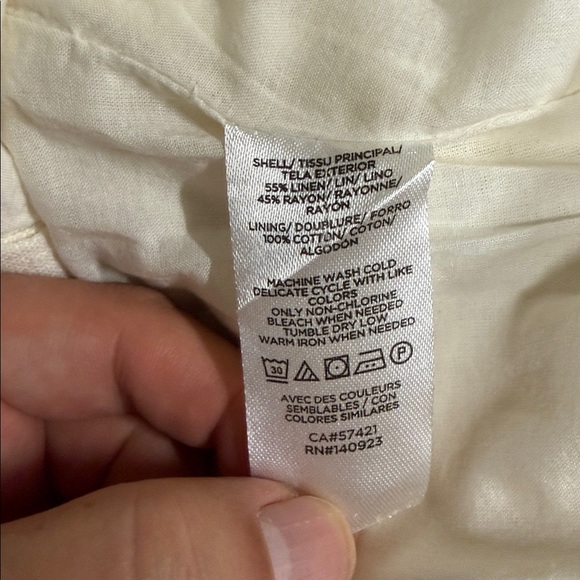 SHELL/ TISSU PRINCIPAL/
TELA EXTERIOR
55% LINEN/ LIN/ LINO
45% RAYON/ RAYONNE/
RAYON
LINING/ DOUBLURE/ FORRO
100% COTTON/ COTON/
ALGODÓN
MACHINE WASH COLD
DELICATE CYCLE WITH LIKE
COLORS
ONLY NON-CHLORINE
BLEACH WHEN NEEDED
TUMBLE DRY LOW
WARM IRON WHEN NEEDED
30 P
AVEC DES COULEURS
SEMBLABLES / CON
COLORES SIMILARES
CA#57421
RN#140923